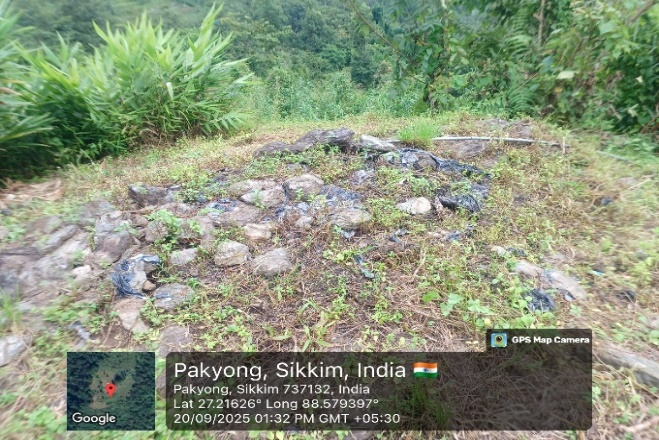 GPS Map Camera
Pakyong, Sikkim, India
Pakyong, Sikkim 737132, India
Lat 27.21626° Long 88.579397°
20/09/2025 01:32 PM GMT +05:30
Google